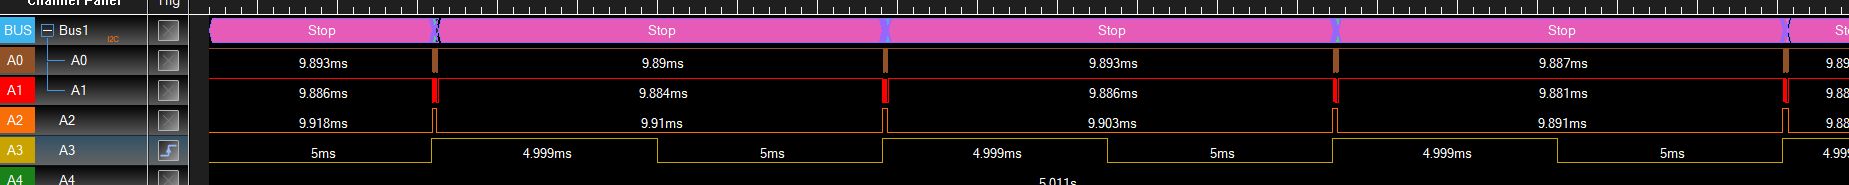 Channel Panel Trig
BUS Bus1 I2C Stop Stop Stop Stop
A0 A0 9.893ms 9.89ms 9.893ms 9.887ms
A1 A1 9.886ms 9.884ms 9.886ms 9.881ms
A2 A2 9.918ms 9.91ms 9.903ms 9.891ms
A3 A3 5ms 4.999ms 5ms 4.999ms 5ms 4.999ms 5ms
A4 A4 5.011s